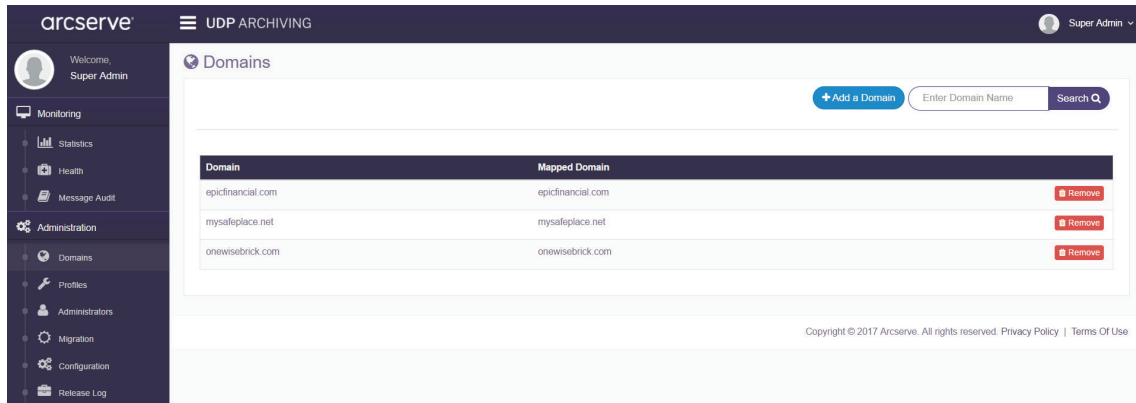 arcserve
UDP ARCHIVING
Super Admin
Welcome,
Super Admin
Monitoring
Statistics
Health
Message Audit
Administration
Domains
Profiles
Administrators
Migration
Configuration
Release Log
Domains
Add a Domain Enter Domain Name Search
Domain Mapped Domain
epicfinancial.com epicfinancial.com Remove
mysafeplace.net mysafeplace.net Remove
onewisebrick.com onewisebrick.com Remove
Copyright © 2017 Arcserve. All rights reserved. Privacy Policy | Terms Of Use